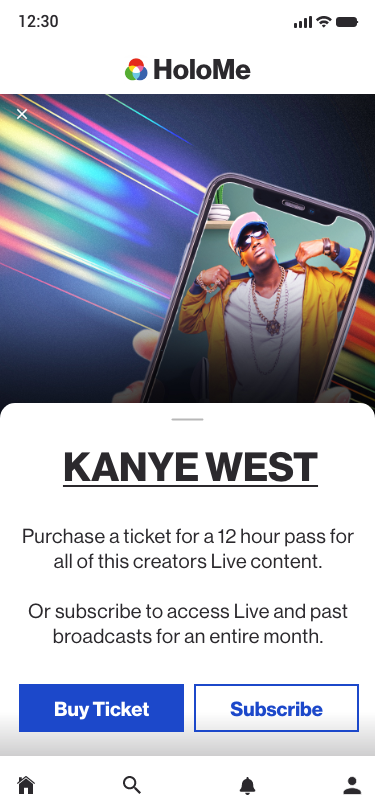 12:30
HoloMe
KANYE WEST
Purchase a ticket for a 12 hour pass for
all of this creators Live content.
Or subscribe to access Live and past
broadcasts for an entire month.
Buy Ticket
Subscribe